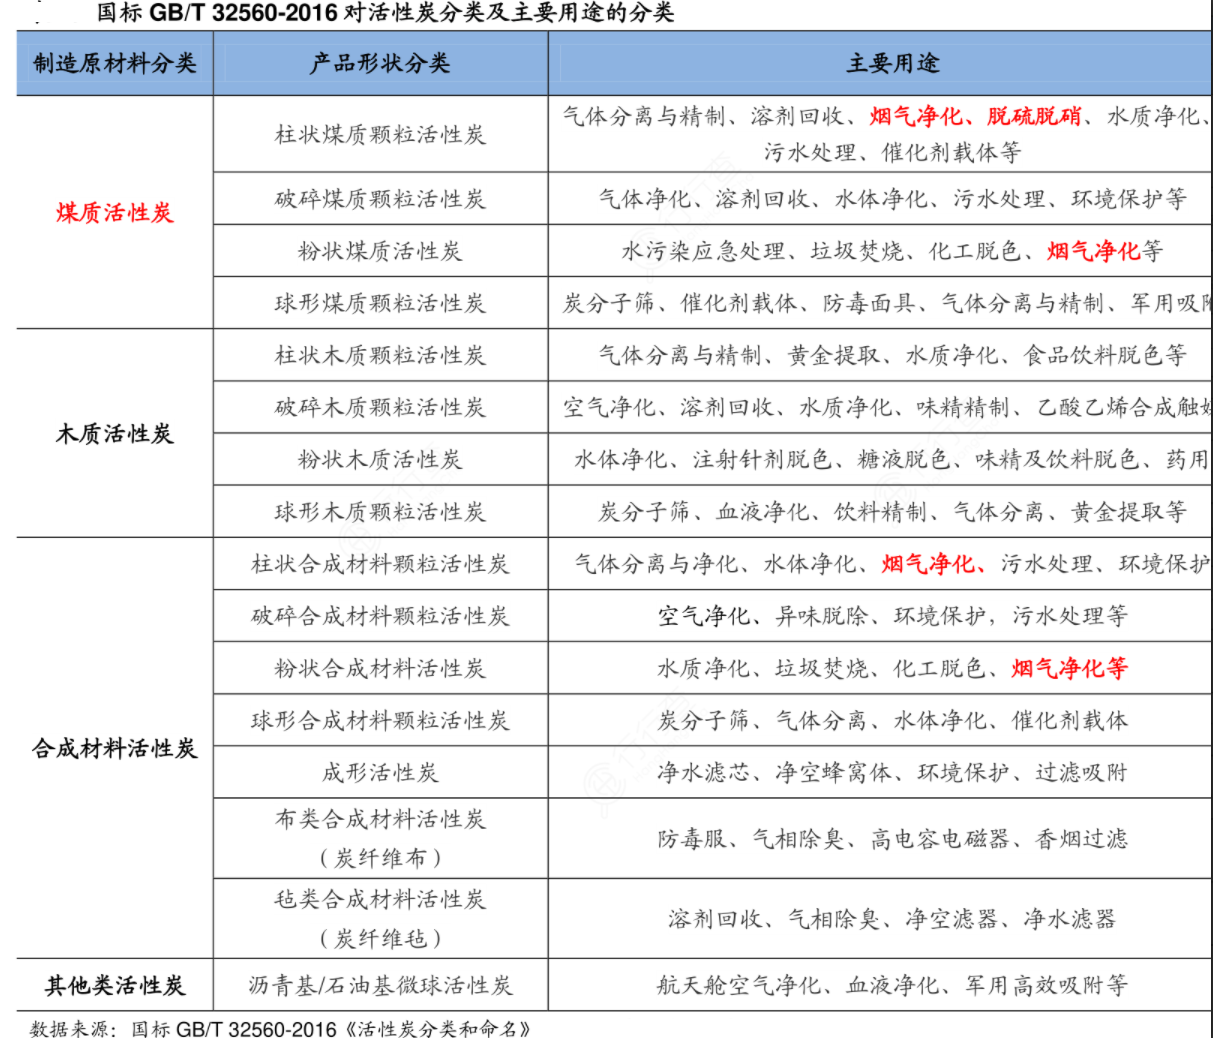 国标 GB/T 32560-2016 对活性炭分类及主要用途的分类
制造原材料分类 产品形状分类 主要用途
煤质活性炭
柱状煤质颗粒活性炭
气体分离与精制、溶剂回收、烟气净化、脱硫脱硝、水质净化、
污水处理、催化剂载体等
破碎煤质颗粒活性炭 气体净化、溶剂回收、水体净化、污水处理、环境保护等
粉状煤质活性炭 水污染应急处理、垃圾焚烧、化工脱色、烟气净化等
球形煤质颗粒活性炭 炭分子筛、催化剂载体、防毒面具、气体分离与精制、军用吸
木质活性炭
柱状木质颗粒活性炭 气体分离与精制、黄金提取、水质净化、食品饮料脱色等
破碎木质颗粒活性炭 空气净化、溶剂回收、水质净化、味精精制、乙酸乙烯合成触
粉状木质活性炭 水体净化、注射针剂脱色、糖液脱色、味精及饮料脱色、药用
球形木质颗粒活性炭 炭分子筛、血液净化、饮料精制、气体分离、黄金提取等
合成材料活性炭
柱状合成材料颗粒活性炭 气体分离与净化、水体净化、烟气净化、污水处理、环境保护
破碎合成材料颗粒活性炭 空气净化、异味脱除、环境保护，污水处理等
粉状合成材料活性炭 水质净化、垃圾焚烧、化工脱色、烟气净化等
球形合成材料颗粒活性炭 炭分子筛、气体分离、水体净化、催化剂载体
成形活性炭 净水滤芯、净空蜂窝体、环境保护、过滤吸附
布类合成材料活性炭
（炭纤维布）
防毒服、气相除臭、高电容电磁器、香烟过滤
毡类合成材料活性炭
（炭纤维毡）
溶剂回收、气相除臭、净空滤器、净水滤器
其他类活性炭 沥青基/石油基微球活性炭 航天舱空气净化、血液净化、军用高效吸附等
数据来源：国标 GB/T 32560-2016《活性炭分类和命名》